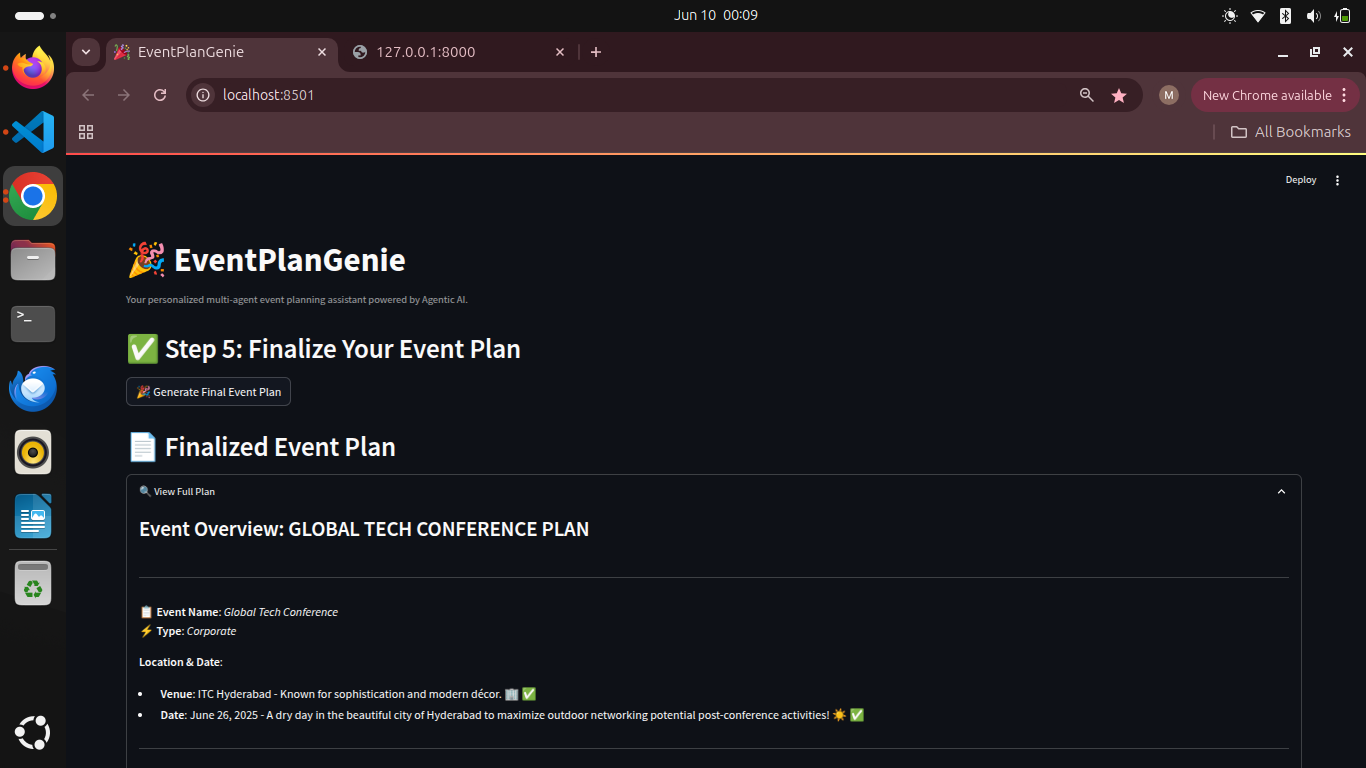 Jun 10 00:09
EventPlanGenie
127.0.0.1:8000
localhost:8501
M
New Chrome available
All Bookmarks
Deploy
🎉 EventPlanGenie
Your personalized multi-agent event planning assistant powered by Agentic AI.
✅ Step 5: Finalize Your Event Plan
🎉 Generate Final Event Plan
📄 Finalized Event Plan
🔍 View Full Plan
Event Overview: GLOBAL TECH CONFERENCE PLAN
📋 Event Name: Global Tech Conference
⚡ Type: Corporate
Location & Date:
• Venue: ITC Hyderabad - Known for sophistication and modern décor. 🏢 ✅
• Date: June 26, 2025 - A dry day in the beautiful city of Hyderabad to maximize outdoor networking potential post-conference activities! ☀️ ✅